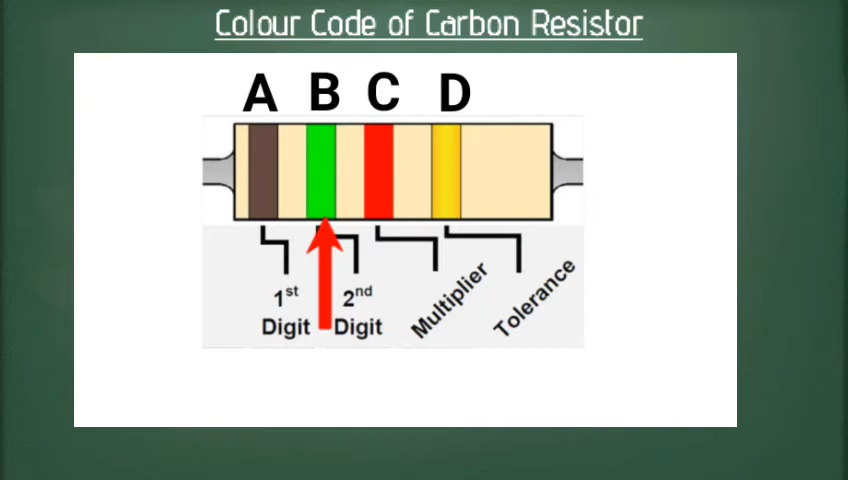 Colour Code of Carbon Resistor
A B C D
1st Digit
2nd Digit
Multiplier
Tolerance